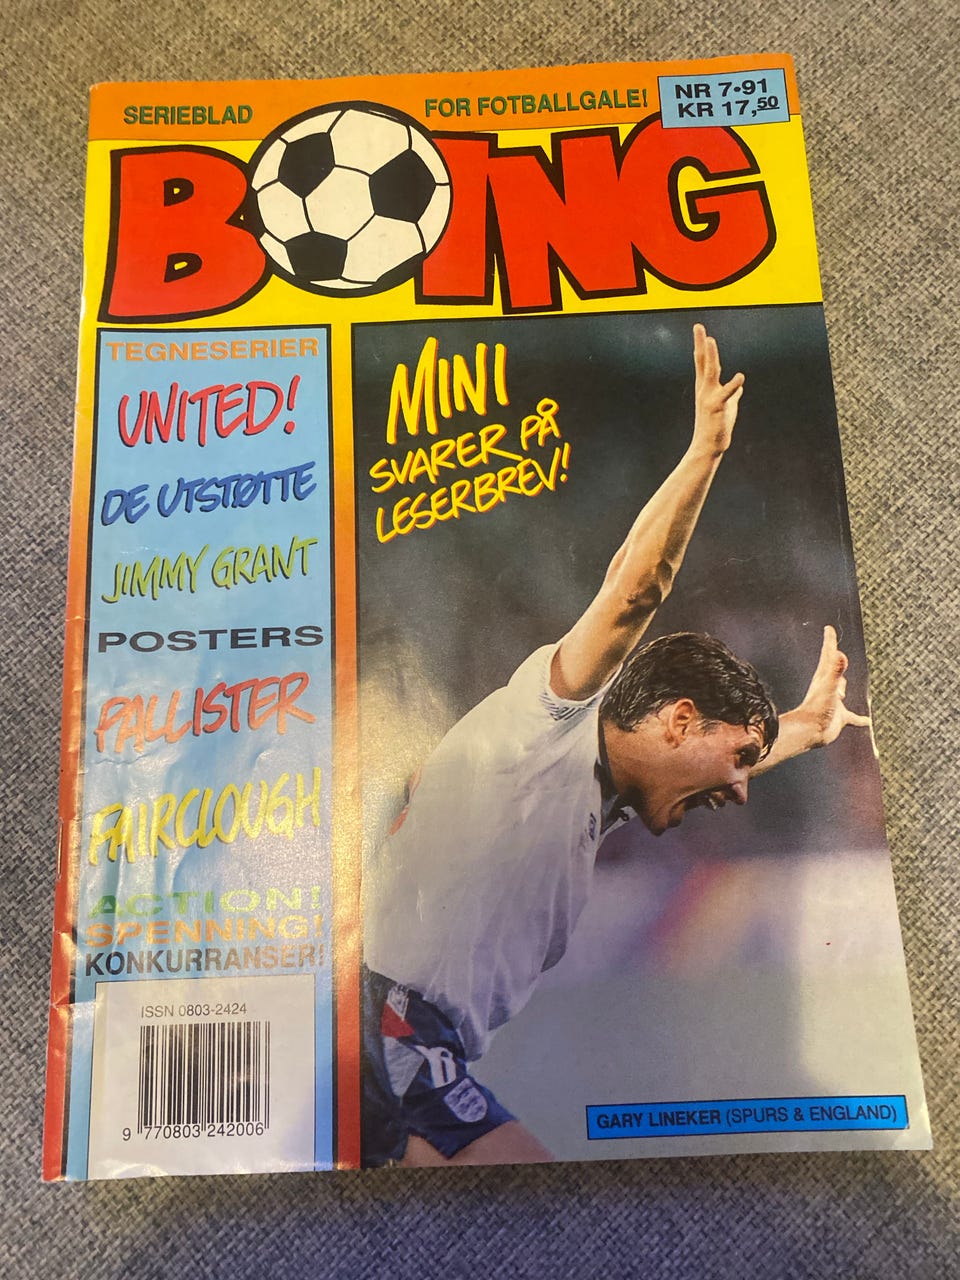 SERIEBLAD
FOR FOTBALLGALE!
NR 7•91
KR 17,50
BOING
TEGNESERIER
UNITED!
DE UTSTØTTE
JIMMY GRANT
POSTERS
PALLISTER
FAIRCLOUGH
ACTION!
SPENNING!
KONKURRANSER!
ISSN 0803-2424
9 770803 242006
MINI
SVARER PÅ
LESERBREV!
GARY LINEKER (SPURS & ENGLAND)